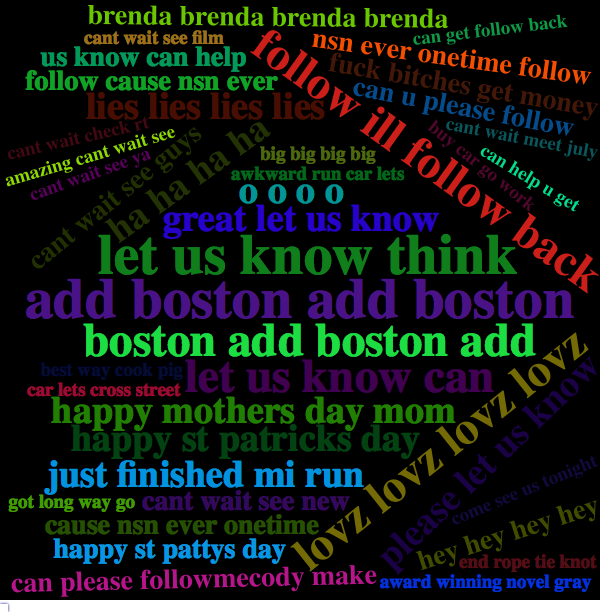 brenda brenda brenda brenda
cant wait see film
can get follow back
nsn ever onetime follow
us know can help
follow cause nsn ever
follow ill follow back
fuck bitches get money
can u please follow
lies lies lies lies
cant wait check rt
amazing cant wait see
cant wait see ya
cant wait see guys
ha ha ha ha
buy car go work
cant wait meet july
can help u get
big big big big
awkward run car lets
o o o o
great let us know
let us know think
add boston add boston
boston add boston add
best way cook pig
let us know can
car lets cross street
happy mothers day mom
happy st patricks day
lovz lovz lovz lovz
please let us know
just finished mi run
got long way go
cant wait see new
come see us tonight
cause nsn ever onetime
hey hey hey hey
happy st pattys day
end rope tie knot
can please followmecody make
award winning novel gray